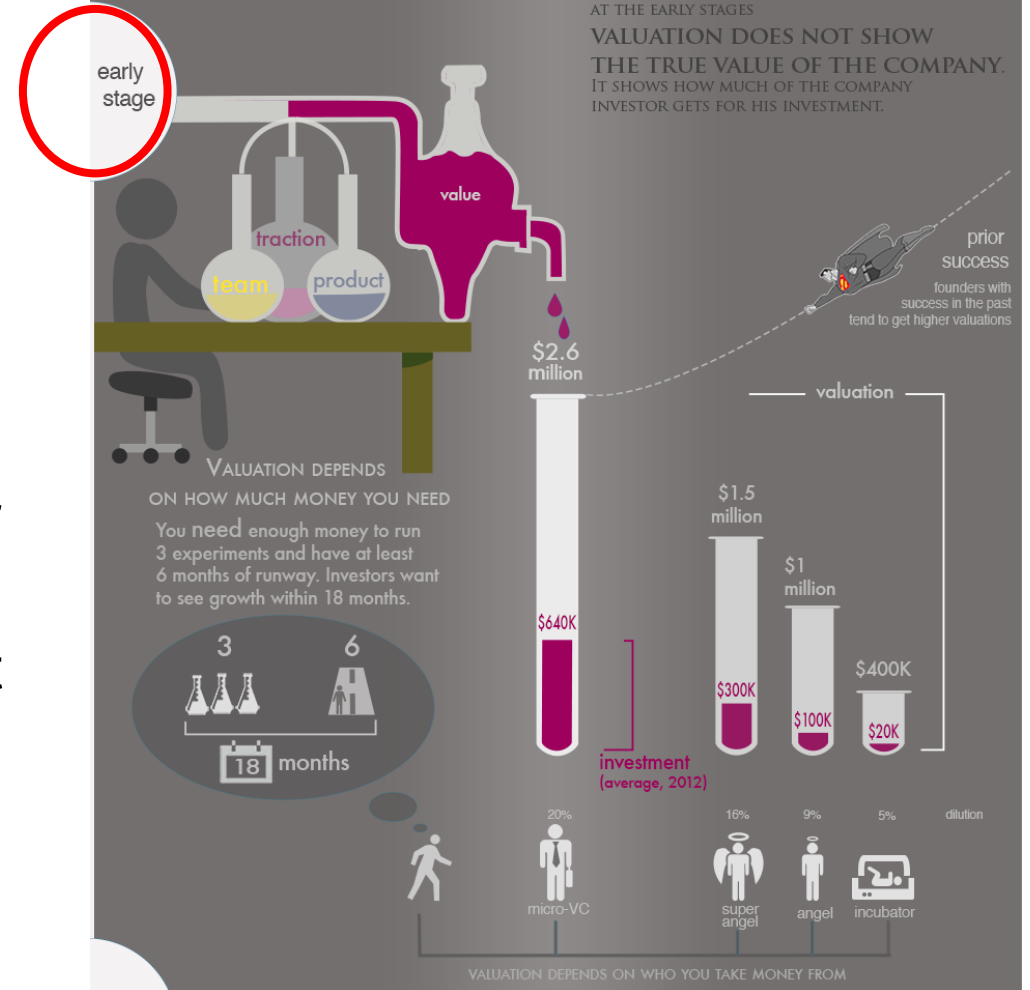 early
stage
AT THE EARLY STAGES
VALUATION DOES NOT SHOW
THE TRUE VALUE OF THE COMPANY.
IT SHOWS HOW MUCH OF THE COMPANY
INVESTOR GETS FOR HIS INVESTMENT.
value
traction
team
product
prior
success
founders with
success in the past
tend to get higher valuations
$2.6
million
valuation
VALUATION DEPENDS
ON HOW MUCH MONEY YOU NEED
You need enough money to run
3 experiments and have at least
6 months of runway. Investors want
to see growth within 18 months.
$1.5
million
$1
million
$400K
$640K
$300K
$100K
$20K
3
6
18 months
investment
(average, 2012)
20%
16%
9%
5%
dilution
micro-VC
super
angel
angel
incubator
VALUATION DEPENDS ON WHO YOU TAKE MONEY FROM